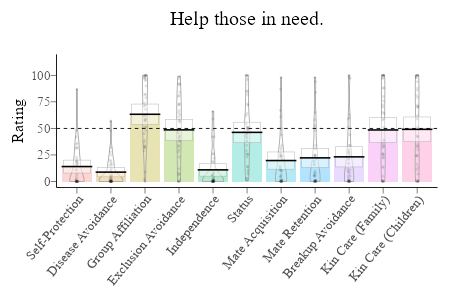 Help those in need.
Rating
100
75
50
25
0
Self-Protection
Disease Avoidance
Group Affiliation
Exclusion Avoidance
Independence
Status
Mate Acquisition
Mate Retention
Breakup Avoidance
Kin Care (Family)
Kin Care (Children)